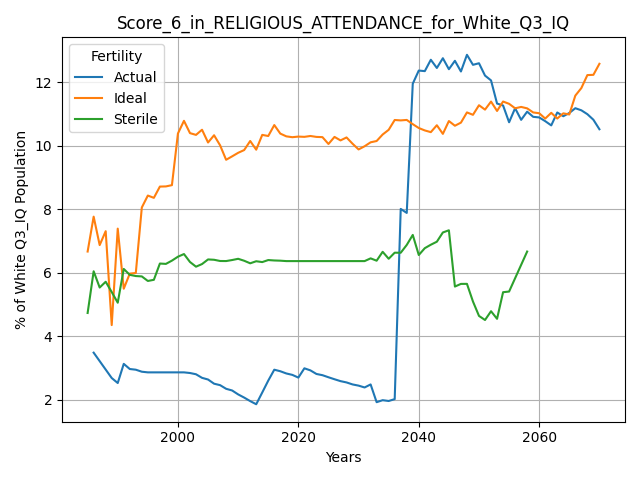 Score_6_in_RELIGIOUS_ATTENDANCE_for_White_Q3_IQ
Fertility
Actual
Ideal
Sterile
% of White Q3_IQ Population
12
10
8
6
4
2
2000
2020
2040
2060
Years